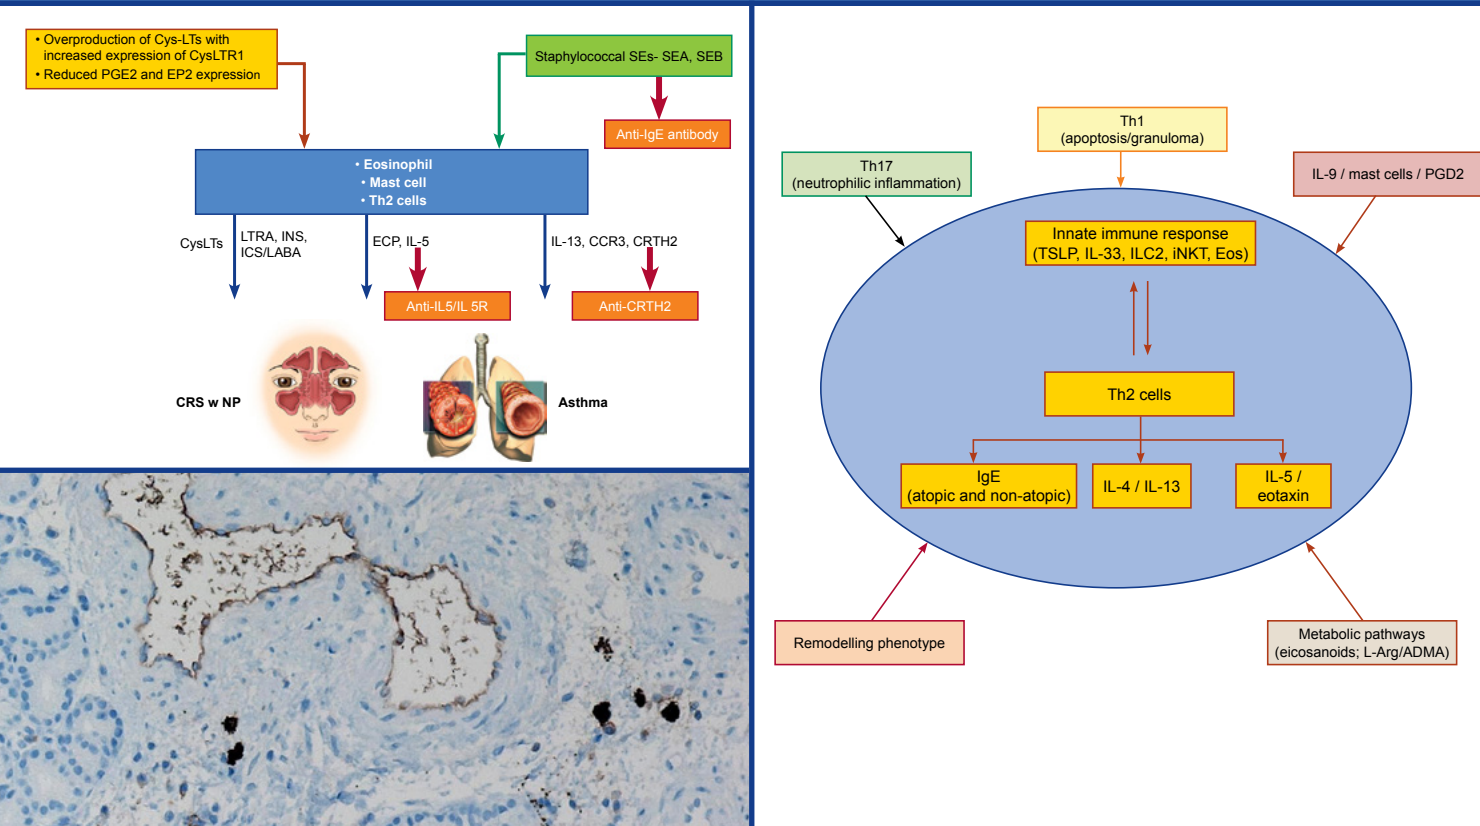 • Overproduction of Cys-LTs with
increased expression of CysLTR1
• Reduced PGE2 and EP2 expression
Staphylococcal SEs- SEA, SEB
Anti-IgE antibody
• Eosinophil
• Mast cell
• Th2 cells
CysLTs
LTRA, INS,
ICS/LABA
ECP, IL-5
IL-13, CCR3, CRTH2
Anti-IL5/IL 5R
Anti-CRTH2
CRS w NP
Asthma
Th1
(apoptosis/granuloma)
Th17
(neutrophilic inflammation)
IL-9 / mast cells / PGD2
Innate immune response
(TSLP, IL-33, ILC2, iNKT, Eos)
Th2 cells
IgE
(atopic and non-atopic)
IL-4 / IL-13
IL-5 /
eotaxin
Remodelling phenotype
Metabolic pathways
(eicosanoids; L-Arg/ADMA)